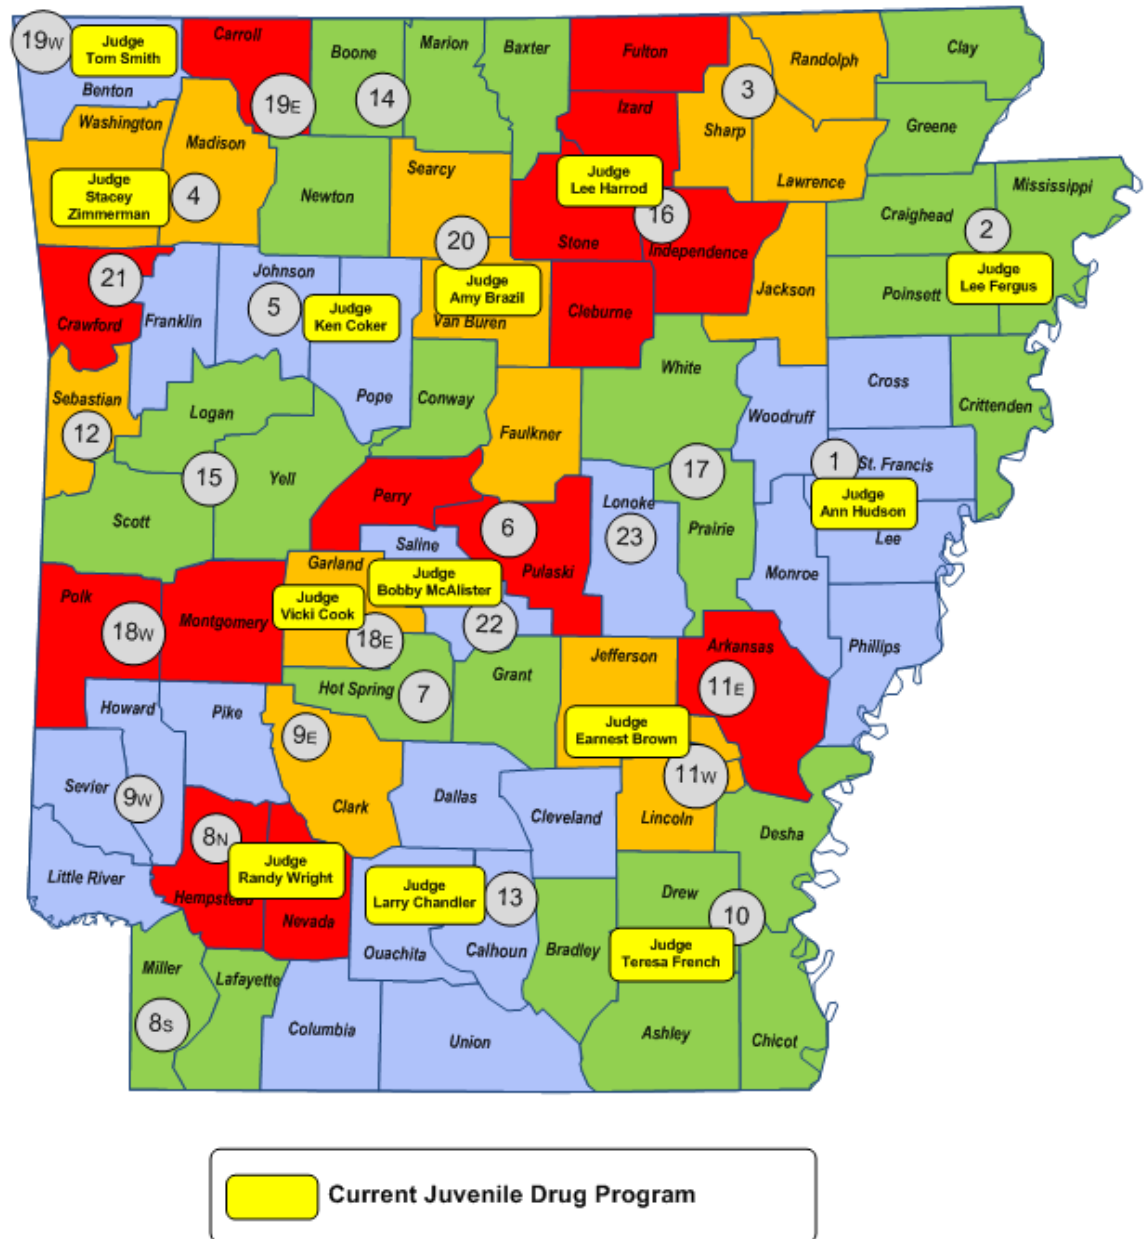 19W
Judge
Tom Smith
Benton
Carroll
19E
Boone
14
Marion
Baxter
Fulton
Izard
3
Randolph
Sharp
Lawrence
Clay
Greene
Washington
Madison
Judge
Stacey
Zimmerman
4
Newton
Searcy
20
Judge
Amy Brazil
Van Buren
Judge
Lee Harrod
16
Stone
Independence
Cleburne
Jackson
Craighead
Mississippi
2
Judge
Lee Fergus
Poinsett
21
Crawford
Franklin
Johnson
5
Judge
Ken Coker
Pope
Sebastian
12
Logan
15
Yell
Scott
Conway
Faulkner
White
Woodruff
Cross
Crittenden
1
St. Francis
Judge
Ann Hudson
Lee
17
Prairie
Lonoke
23
Monroe
Phillips
Perry
6
Saline
Pulaski
Garland
Judge
Bobby McAlister
Judge
Vicki Cook
18E
22
Polk
18W
Montgomery
Hot Spring
7
Grant
Jefferson
Arkansas
11E
Judge
Earnest Brown
11W
Lincoln
Howard
Pike
9E
Clark
Sevier
9W
Dallas
Cleveland
Desha
Little River
8N
Judge
Randy Wright
Hempstead
Nevada
Judge
Larry Chandler
13
Ouachita
Calhoun
Bradley
Drew
10
Judge
Teresa French
Miller
Lafayette
8S
Columbia
Union
Ashley
Chicot
Current Juvenile Drug Program